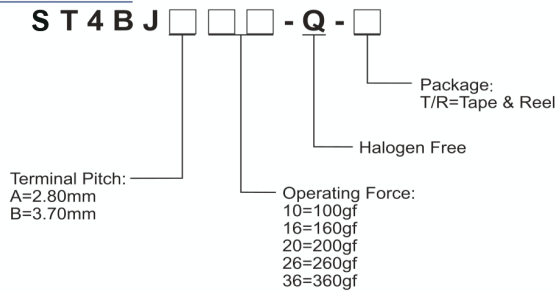 ST4BJ□ □□-Q-□
Package:
T/R=Tape & Reel
Halogen Free
Terminal Pitch:
A=2.80mm
B=3.70mm
Operating Force:
10=100gf
16=160gf
20=200gf
26=260gf
36=360gf